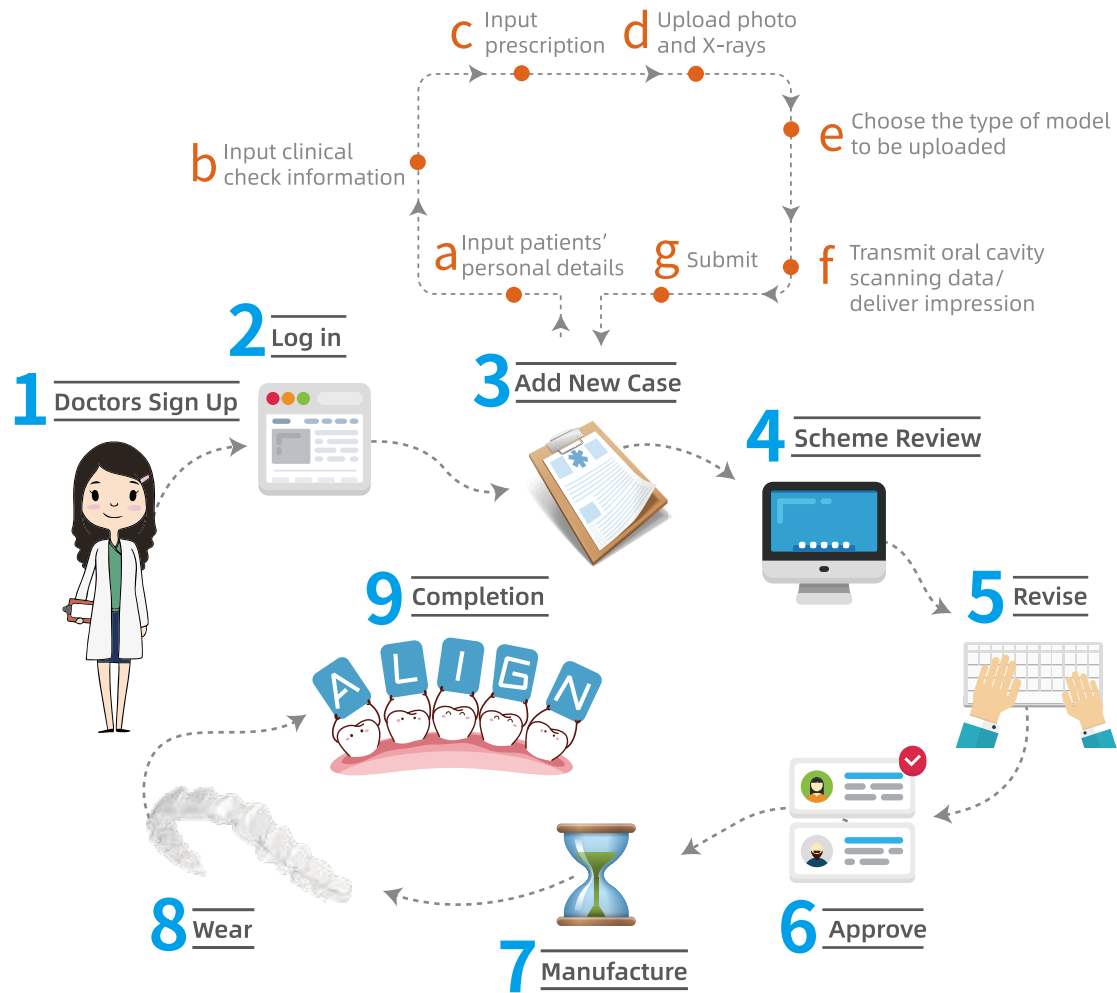 c Input
prescription
d Upload photo
and X-rays
b Input clinical
check information
e Choose the type of model
to be uploaded
a Input patients’
personal details
g Submit
f Transmit oral cavity
scanning data/
deliver impression
1 Doctors Sign Up
2 Log in
3 Add New Case
4 Scheme Review
5 Revise
9 Completion
A L I G N
6 Approve
8 Wear
7 Manufacture